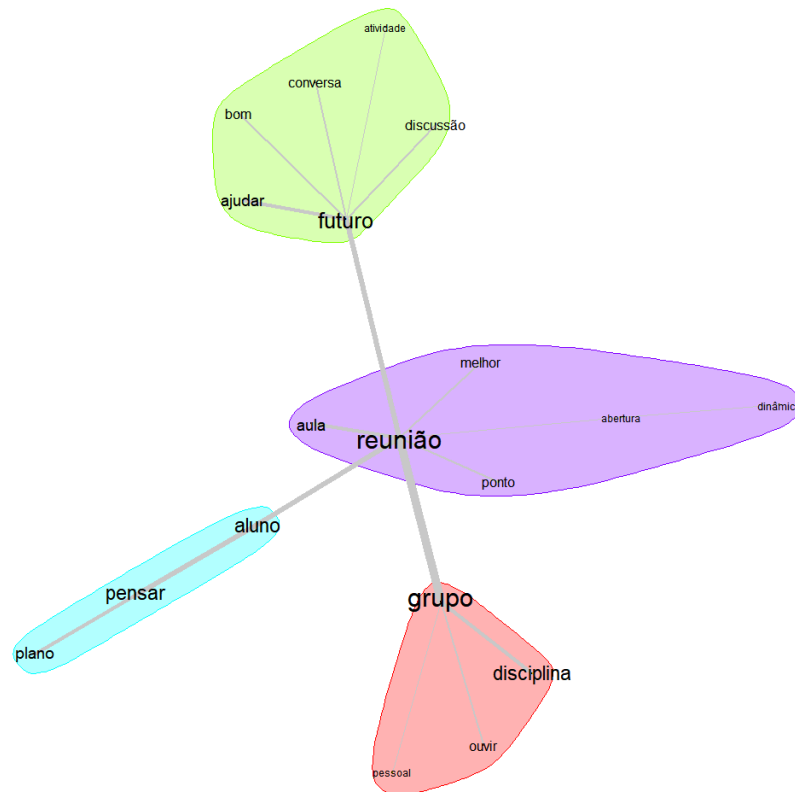 atividade
conversa
bom
discussão
ajudar
futuro
melhor
dinâmic
abertura
aula
reunião
ponto
aluno
pensar
grupo
plano
disciplina
ouvir
pessoal